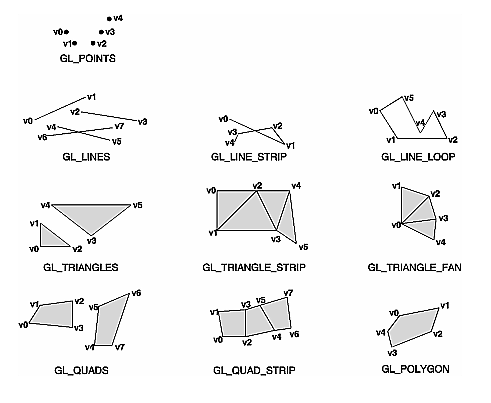 v4
v0 v3
v1 v2
GL_POINTS
v1
v2
v0 v4 v7 v3
v6 v5
GL_LINES
v0
v3 v2
v4 v1
GL_LINE_STRIP
v5
v0
v4 v3
v1 v2
GL_LINE_LOOP
v4 v5
v1
v3
v0 v2
GL_TRIANGLES
v0 v2 v4
v1 v3
v5
GL_TRIANGLE_STRIP
v1
v2
v0 v3
v4
GL_TRIANGLE_FAN
v1 v2
v0 v3
v6
v5
v4 v7
GL_QUADS
v1 v3 v5 v7
v0 v2 v4 v6
GL_QUAD_STRIP
v0 v1
v4 v2
v3
GL_POLYGON